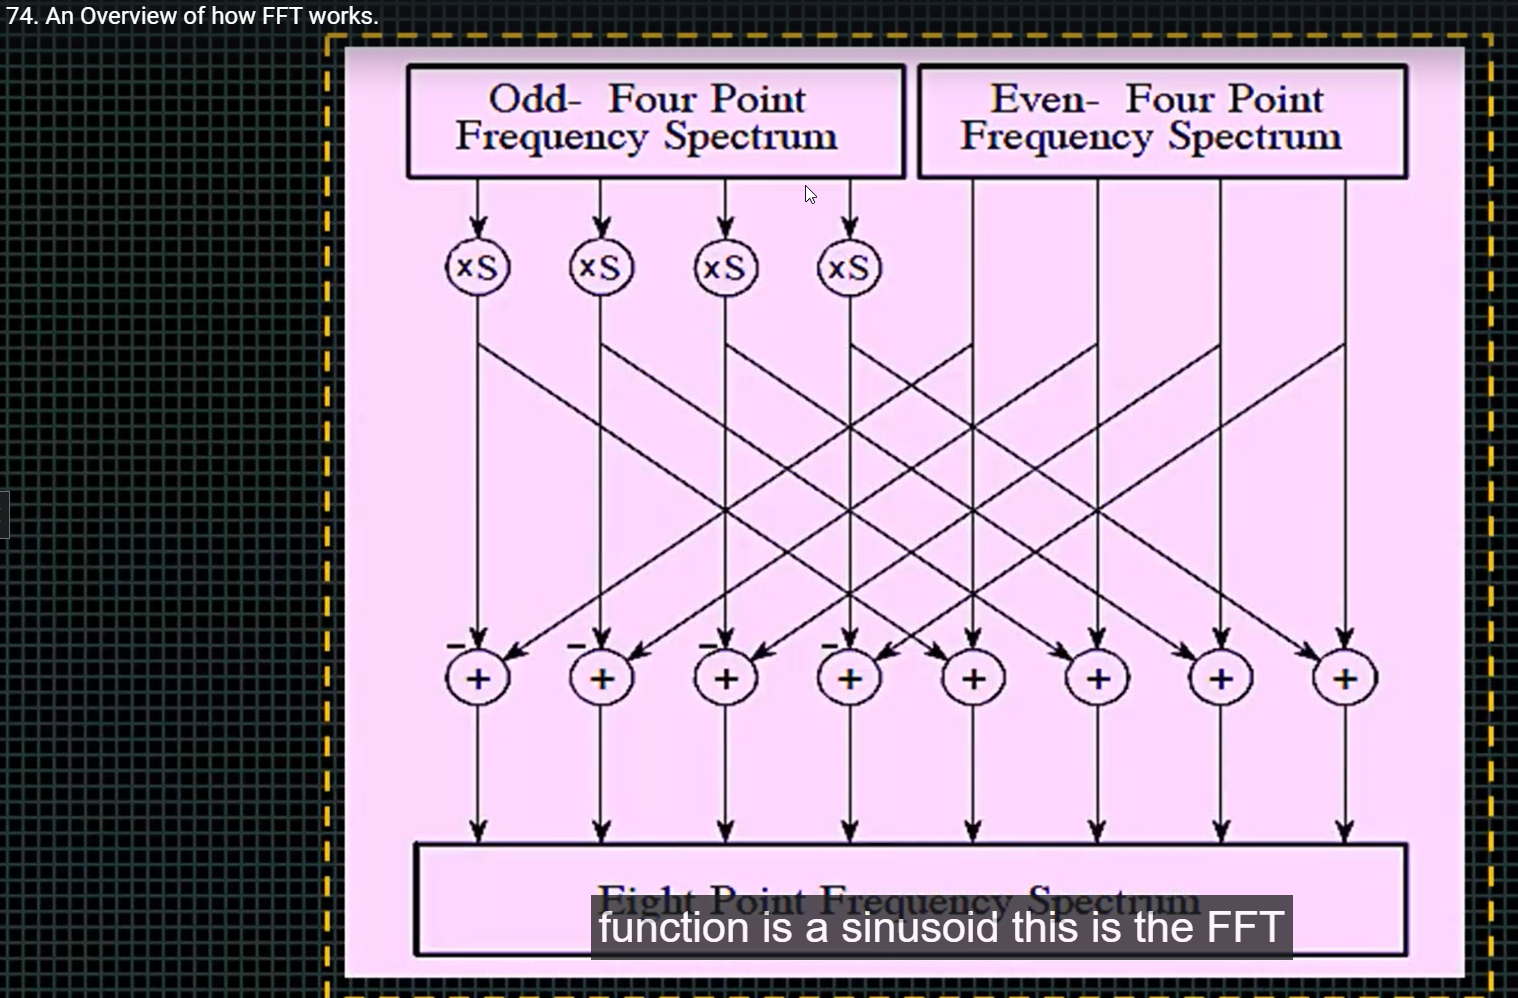 74. An Overview of how FFT works.
Odd- Four Point
Frequency Spectrum
Even- Four Point
Frequency Spectrum
xS xS xS xS
- - - -
+ + + + + + + +
Eight Point Frequency Spectrum
function is a sinusoid this is the FFT